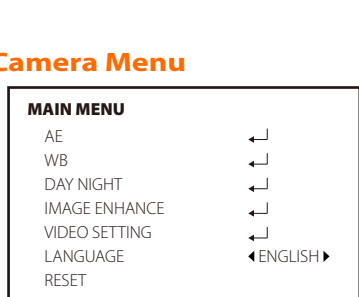 Camera Menu
MAIN MENU
AE ↵
WB ↵
DAY NIGHT ↵
IMAGE ENHANCE ↵
VIDEO SETTING ↵
LANGUAGE ◀ ENGLISH ▶
RESET